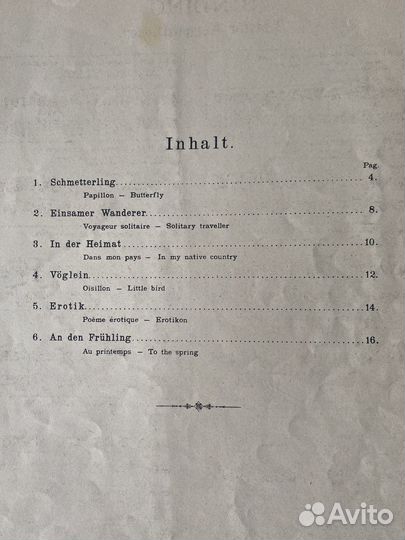 Inhalt.
Pag.
1. Schmetterling........................ 4.
Papillon — Butterfly
2. Einsamer Wanderer........................ 8.
Voyageur solitaire — Solitary traveller
3. In der Heimat........................ 10.
Dans mon pays — In my native country
4. Vöglein........................ 12.
Oisillon — Little bird
5. Erotik........................ 14.
Poème érotique — Erotikon
6. An den Frühling........................ 16.
Au printemps — To the spring
Avito